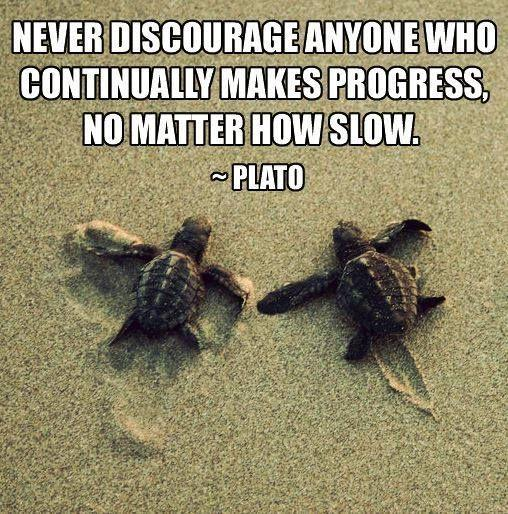 NEVER DISCOURAGE ANYONE WHO
CONTINUALLY MAKES PROGRESS,
NO MATTER HOW SLOW.
~ PLATO